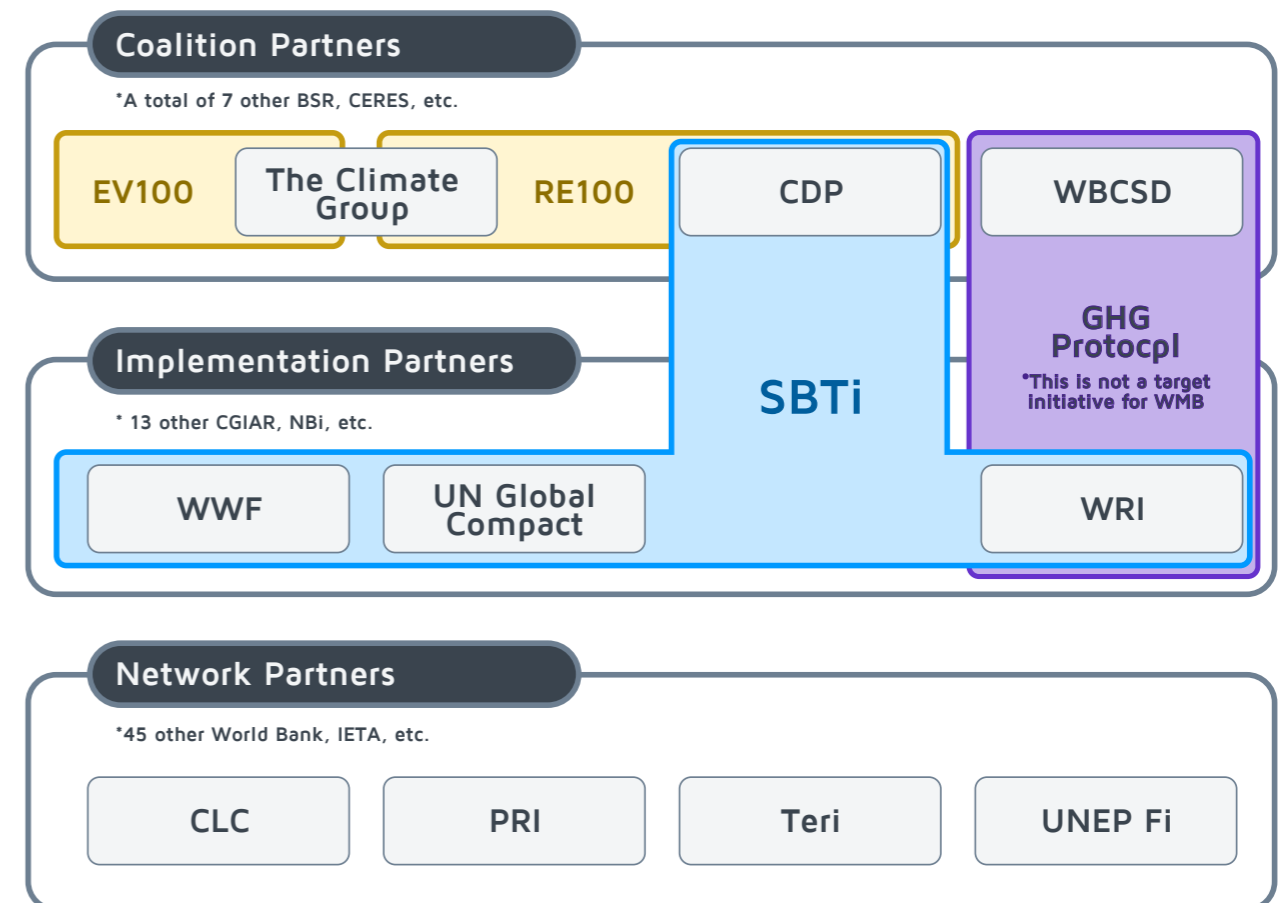 Coalition Partners
*A total of 7 other BSR, CERES, etc.
EV100
The Climate
Group
RE100
CDP
WBCSD
GHG
Protocpl
*This is not a target
initiative for WMB
Implementation Partners
* 13 other CGIAR, NBi, etc.
SBTi
WWF
UN Global
Compact
WRI
Network Partners
*45 other World Bank, IETA, etc.
CLC
PRI
Teri
UNEP Fi